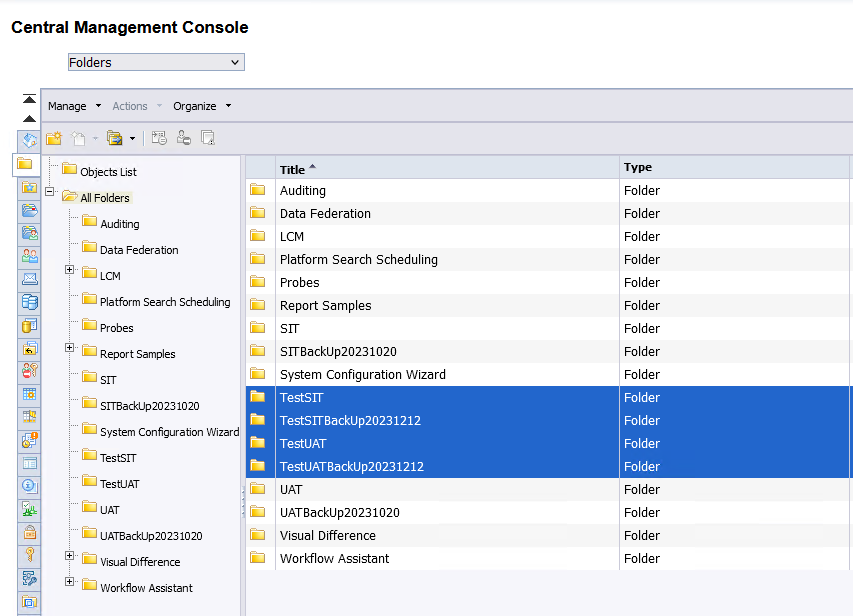 Central Management Console
Folders
Manage Actions Organize
Objects List
All Folders
Auditing
Data Federation
LCM
Platform Search Scheduling
Probes
Report Samples
SIT
SITBackUp20231020
System Configuration Wizard
TestSIT
TestUAT
UAT
UATBackUp20231020
Visual Difference
Workflow Assistant
Title Type
Auditing Folder
Data Federation Folder
LCM Folder
Platform Search Scheduling Folder
Probes Folder
Report Samples Folder
SIT Folder
SITBackUp20231020 Folder
System Configuration Wizard Folder
TestSIT Folder
TestSITBackUp20231212 Folder
TestUAT Folder
TestUATBackUp20231212 Folder
UAT Folder
UATBackUp20231020 Folder
Visual Difference Folder
Workflow Assistant Folder